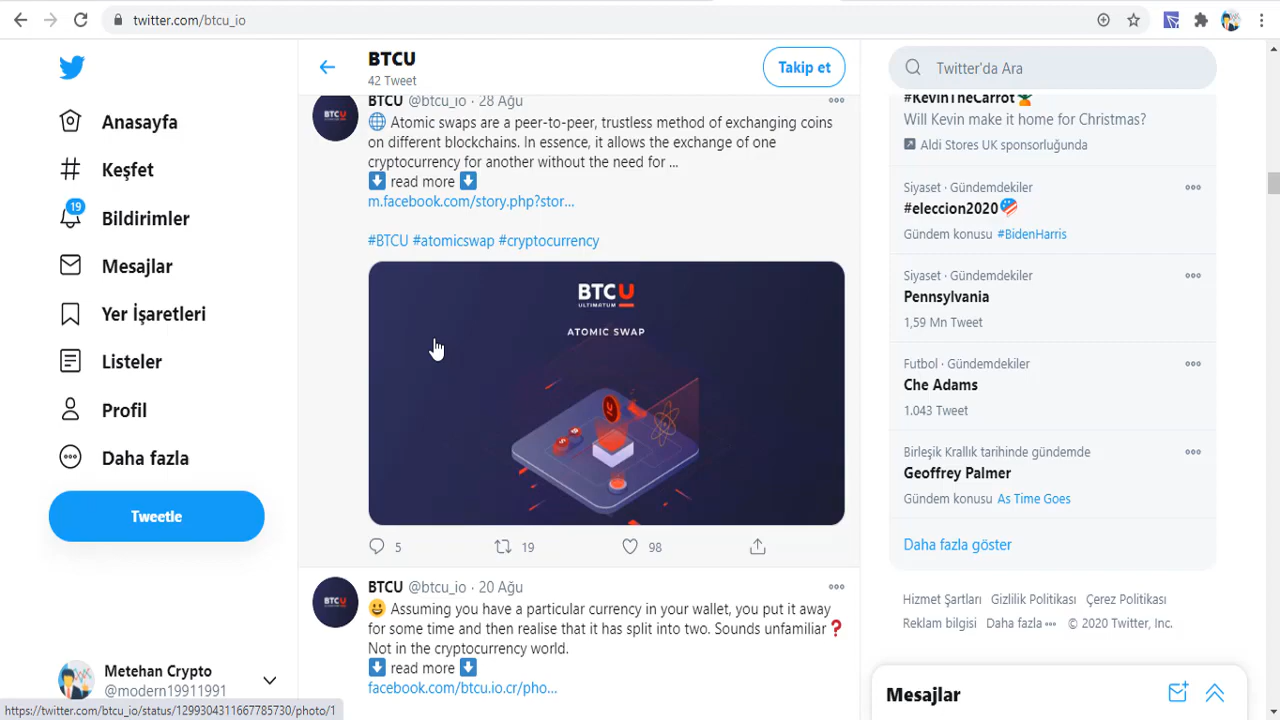 twitter.com/btcu_io
BTCU
42 Tweet
Takip et
Twitter'da Ara
Anasayfa
Keşfet
19
Bildirimler
Mesajlar
Yer İşaretleri
Listeler
Profil
Daha fazla
Tweetle
Metehan Crypto
@modern19911991
https://twitter.com/btcu_io/status/1299304311667785730/photo/1
BTCU @btcu_io · 28 Ağu
Atomic swaps are a peer-to-peer, trustless method of exchanging coins
on different blockchains. In essence, it allows the exchange of one
cryptocurrency for another without the need for ...
read more
m.facebook.com/story.php?stor...
#BTCU #atomicswap #cryptocurrency
BTCU
ULTIMATUM
ATOMIC SWAP
5 19 98
BTCU @btcu_io · 20 Ağu
Assuming you have a particular currency in your wallet, you put it away
for some time and then realise that it has split into two. Sounds unfamiliar❓
Not in the cryptocurrency world.
read more
facebook.com/btcu.io.cr/pho...
#KevinTheCarrot
Will Kevin make it home for Christmas?
Aldi Stores UK sponsorluğunda
Siyaset · Gündemdekiler
#eleccion2020
Gündem konusu #BidenHarris
Siyaset · Gündemdekiler
Pennsylvania
1,59 Mn Tweet
Futbol · Gündemdekiler
Che Adams
1.043 Tweet
Birleşik Krallık tarihinde gündemde
Geoffrey Palmer
Gündem konusu As Time Goes
Daha fazla göster
Hizmet Şartları Gizlilik Politikası Çerez Politikası
Reklam bilgisi Daha fazla ••• © 2020 Twitter, Inc.
Mesajlar